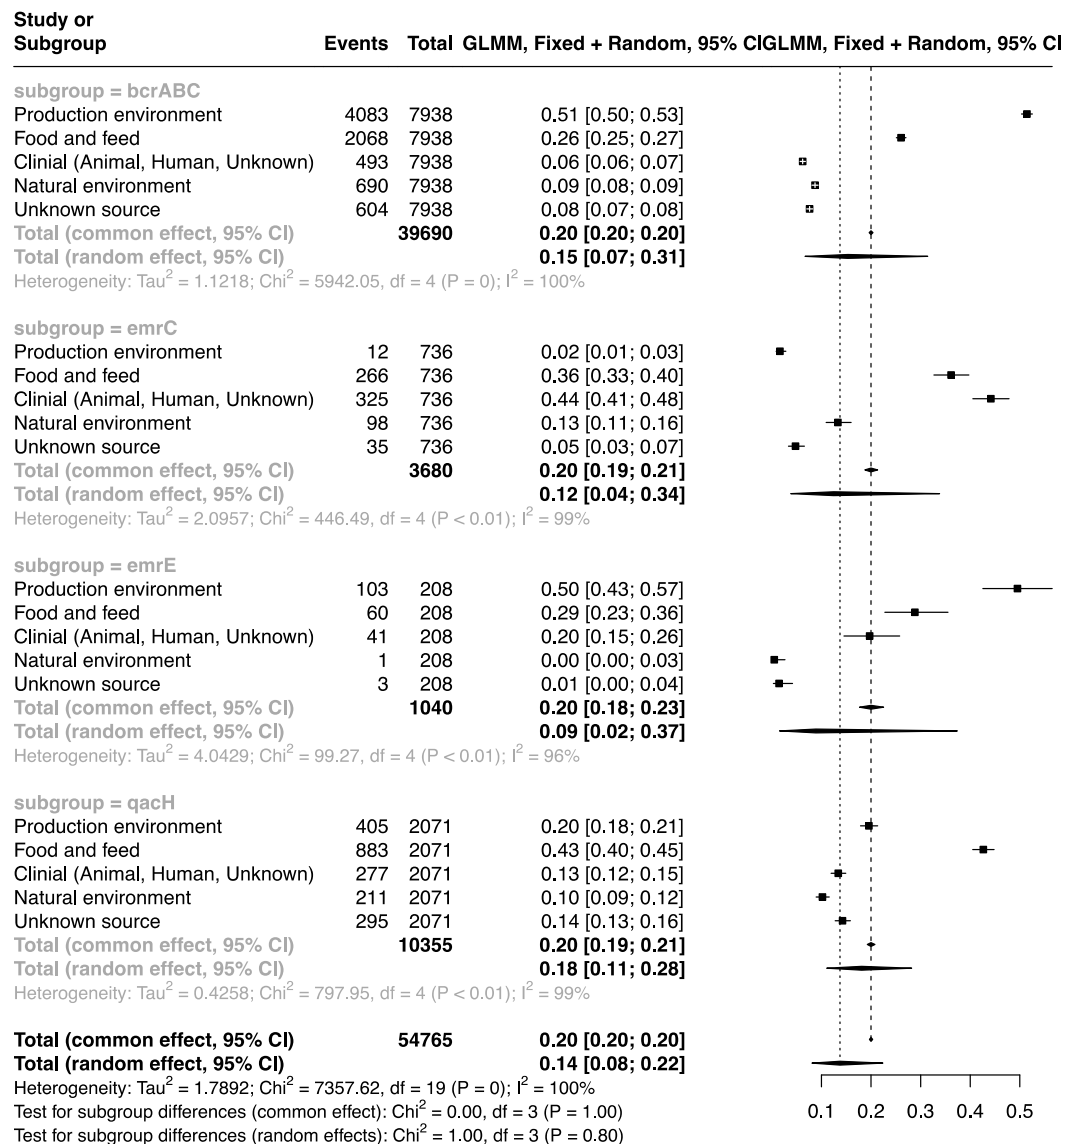 Study or
Subgroup Events Total GLMM, Fixed + Random, 95% CIGLMM, Fixed + Random, 95% CI
subgroup = bcrABC
Production environment 4083 7938 0.51 [0.50; 0.53]
Food and feed 2068 7938 0.26 [0.25; 0.27]
Clinial (Animal, Human, Unknown) 493 7938 0.06 [0.06; 0.07]
Natural environment 690 7938 0.09 [0.08; 0.09]
Unknown source 604 7938 0.08 [0.07; 0.08]
Total (common effect, 95% CI) 39690 0.20 [0.20; 0.20]
Total (random effect, 95% CI) 0.15 [0.07; 0.31]
Heterogeneity: Tau² = 1.1218; Chi² = 5942.05, df = 4 (P = 0); I² = 100%
subgroup = emrC
Production environment 12 736 0.02 [0.01; 0.03]
Food and feed 266 736 0.36 [0.33; 0.40]
Clinial (Animal, Human, Unknown) 325 736 0.44 [0.41; 0.48]
Natural environment 98 736 0.13 [0.11; 0.16]
Unknown source 35 736 0.05 [0.03; 0.07]
Total (common effect, 95% CI) 3680 0.20 [0.19; 0.21]
Total (random effect, 95% CI) 0.12 [0.04; 0.34]
Heterogeneity: Tau² = 2.0957; Chi² = 446.49, df = 4 (P < 0.01); I² = 99%
subgroup = emrE
Production environment 103 208 0.50 [0.43; 0.57]
Food and feed 60 208 0.29 [0.23; 0.36]
Clinial (Animal, Human, Unknown) 41 208 0.20 [0.15; 0.26]
Natural environment 1 208 0.00 [0.00; 0.03]
Unknown source 3 208 0.01 [0.00; 0.04]
Total (common effect, 95% CI) 1040 0.20 [0.18; 0.23]
Total (random effect, 95% CI) 0.09 [0.02; 0.37]
Heterogeneity: Tau² = 4.0429; Chi² = 99.27, df = 4 (P < 0.01); I² = 96%
subgroup = qacH
Production environment 405 2071 0.20 [0.18; 0.21]
Food and feed 883 2071 0.43 [0.40; 0.45]
Clinial (Animal, Human, Unknown) 277 2071 0.13 [0.12; 0.15]
Natural environment 211 2071 0.10 [0.09; 0.12]
Unknown source 295 2071 0.14 [0.13; 0.16]
Total (common effect, 95% CI) 10355 0.20 [0.19; 0.21]
Total (random effect, 95% CI) 0.18 [0.11; 0.28]
Heterogeneity: Tau² = 0.4258; Chi² = 797.95, df = 4 (P < 0.01); I² = 99%
Total (common effect, 95% CI) 54765 0.20 [0.20; 0.20]
Total (random effect, 95% CI) 0.14 [0.08; 0.22]
Heterogeneity: Tau² = 1.7892; Chi² = 7357.62, df = 19 (P = 0); I² = 100%
Test for subgroup differences (common effect): Chi² = 0.00, df = 3 (P = 1.00)
Test for subgroup differences (random effects): Chi² = 1.00, df = 3 (P = 0.80)
0.1 0.2 0.3 0.4 0.5